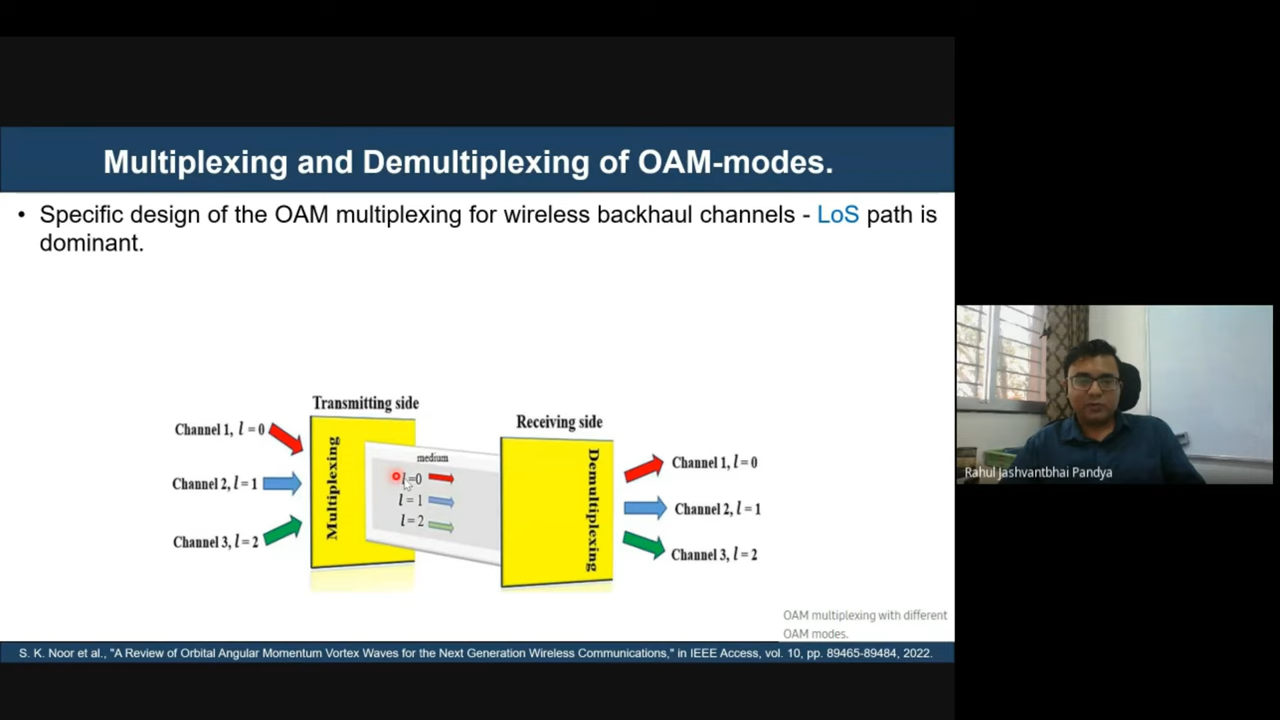 Multiplexing and Demultiplexing of OAM-modes.
• Specific design of the OAM multiplexing for wireless backhaul channels - LoS path is
dominant.
Transmitting side
Receiving side
Channel 1, l = 0
Channel 2, l = 1
Channel 3, l = 2
Multiplexing
medium
l=0
l = 1
l = 2
Demultiplexing
Channel 1, l = 0
Channel 2, l = 1
Channel 3, l = 2
OAM multiplexing with different
OAM modes.
S. K. Noor et al., "A Review of Orbital Angular Momentum Vortex Waves for the Next Generation Wireless Communications," in IEEE Access, vol. 10, pp. 89465-89484, 2022.
Rahul Jashvantbhai Pandya